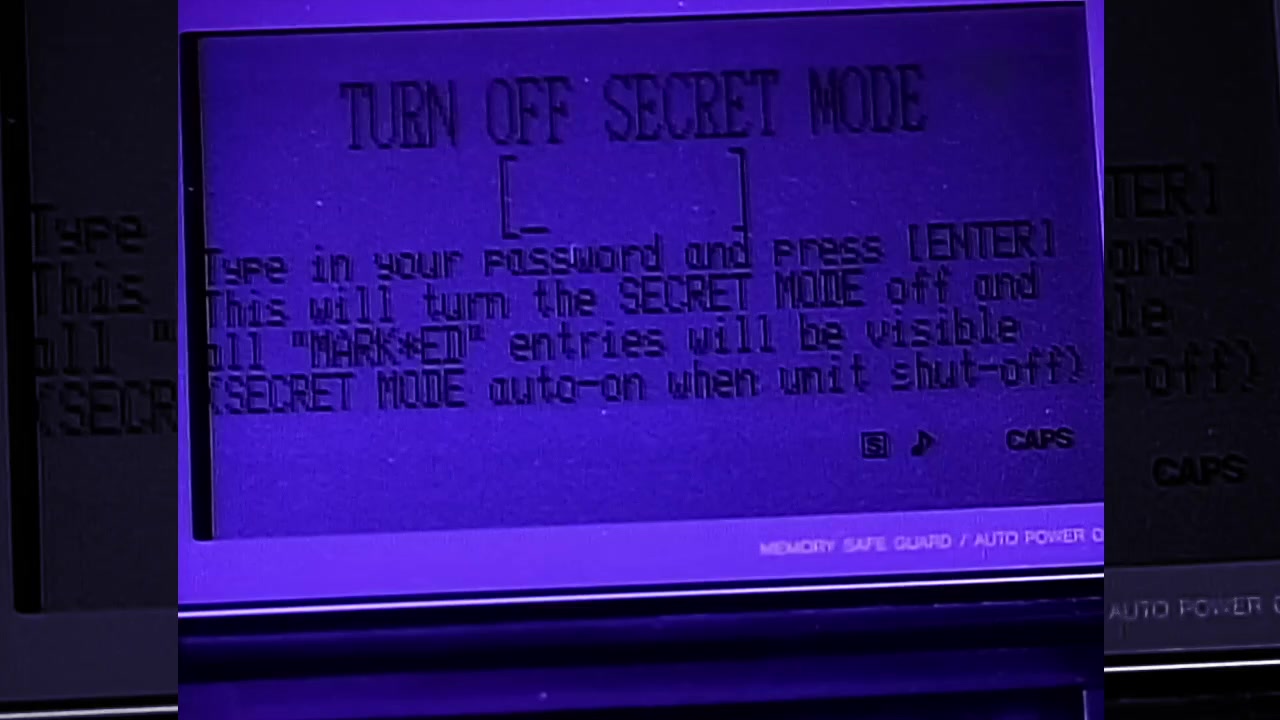 TURN OFF SECRET MODE
[_ ]
Type in your password and press [ENTER]
This will turn the SECRET MODE off and
all "MARK*ED" entries will be visible
(SECRET MODE auto-on when unit shut-off)
S ♪ CAPS
MEMORY SAFE GUARD / AUTO POWER O